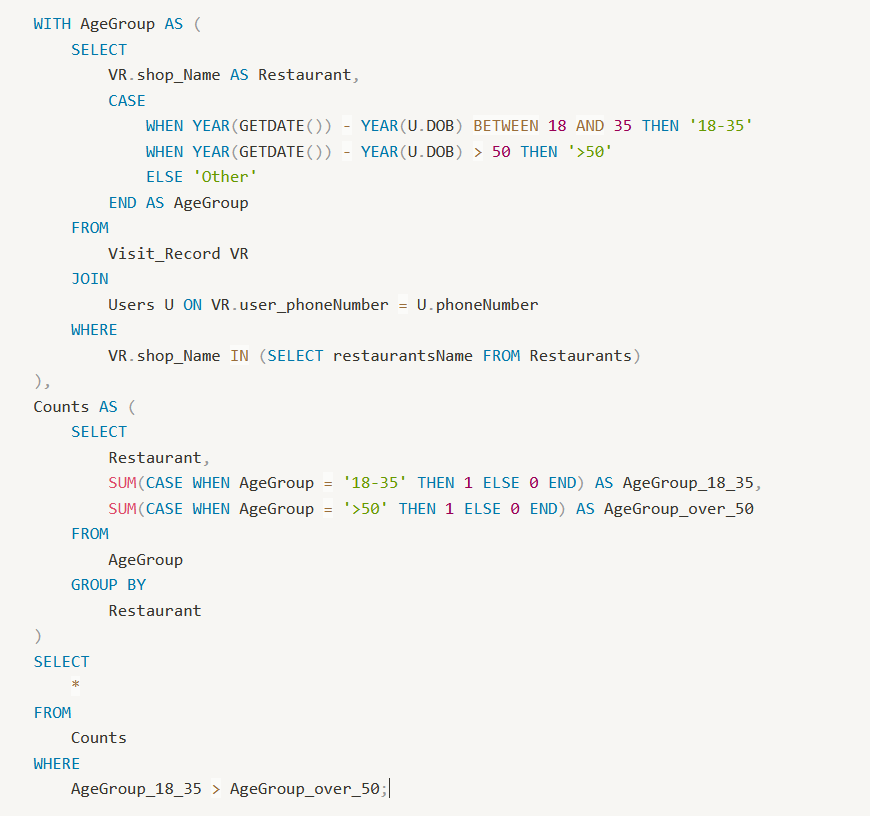 WITH AgeGroup AS (
    SELECT
        VR.shop_Name AS Restaurant,
        CASE
            WHEN YEAR(GETDATE()) - YEAR(U.DOB) BETWEEN 18 AND 35 THEN '18-35'
            WHEN YEAR(GETDATE()) - YEAR(U.DOB) > 50 THEN '>50'
            ELSE 'Other'
        END AS AgeGroup
    FROM
        Visit_Record VR
    JOIN
        Users U ON VR.user_phoneNumber = U.phoneNumber
    WHERE
        VR.shop_Name IN (SELECT restaurantsName FROM Restaurants)
),
Counts AS (
    SELECT
        Restaurant,
        SUM(CASE WHEN AgeGroup = '18-35' THEN 1 ELSE 0 END) AS AgeGroup_18_35,
        SUM(CASE WHEN AgeGroup = '>50' THEN 1 ELSE 0 END) AS AgeGroup_over_50
    FROM
        AgeGroup
    GROUP BY
        Restaurant
)
SELECT
    *
FROM
    Counts
WHERE
    AgeGroup_18_35 > AgeGroup_over_50;